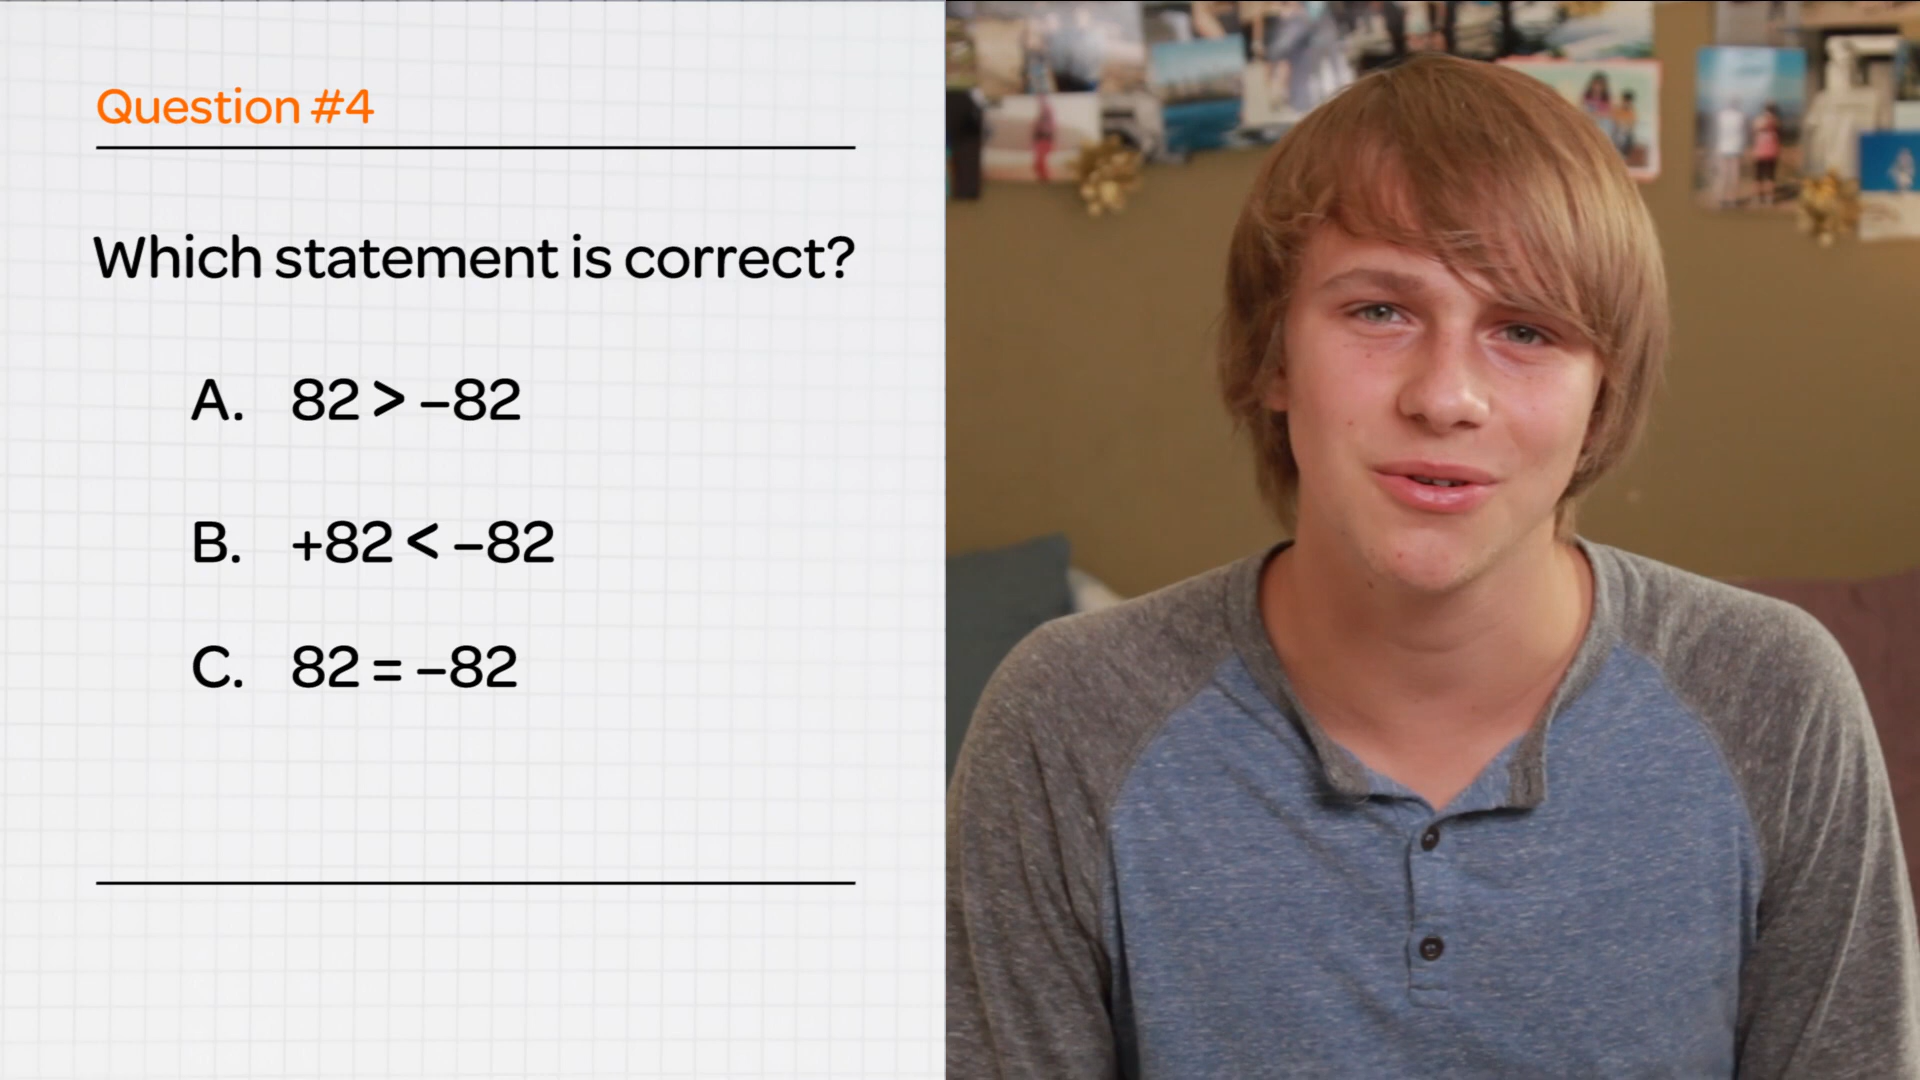 Question #4
Which statement is correct?
A. 82 > –82
B. +82 < –82
C. 82 = –82